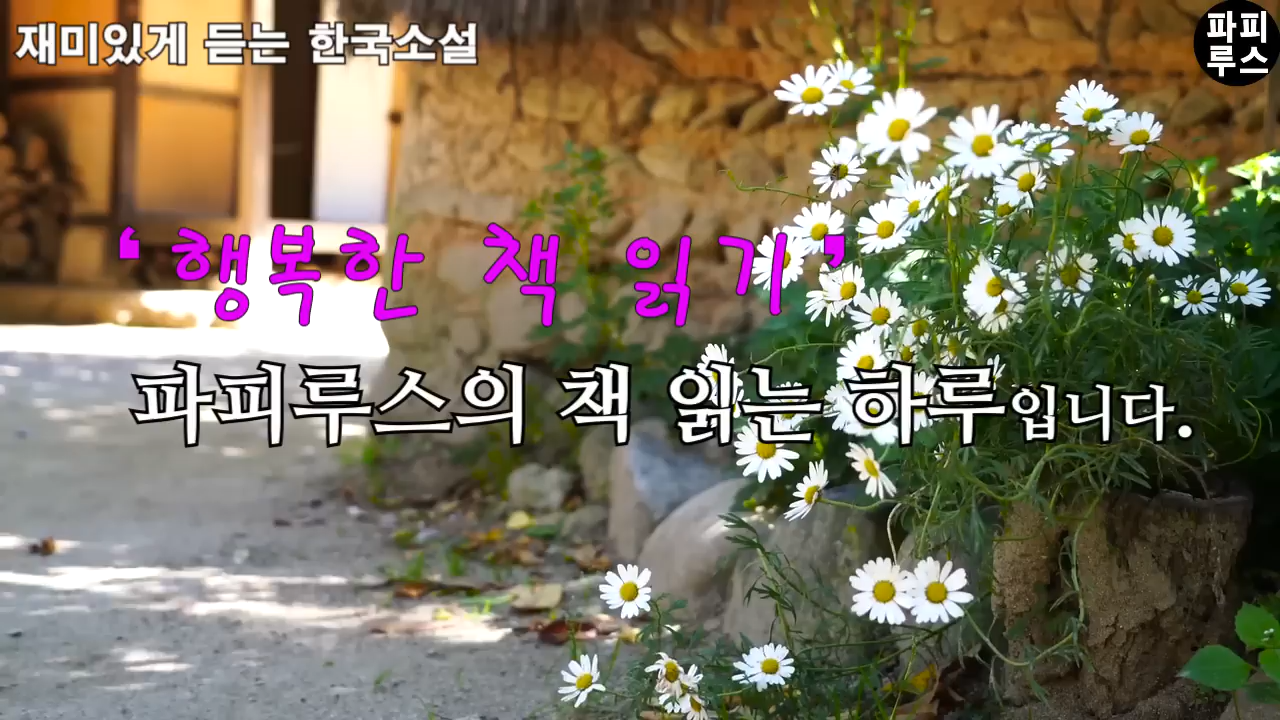 재미있게 듣는 한국소설
파피
루스
‘행복한 책 읽기’
파피루스의 책 읽는 하루입니다.